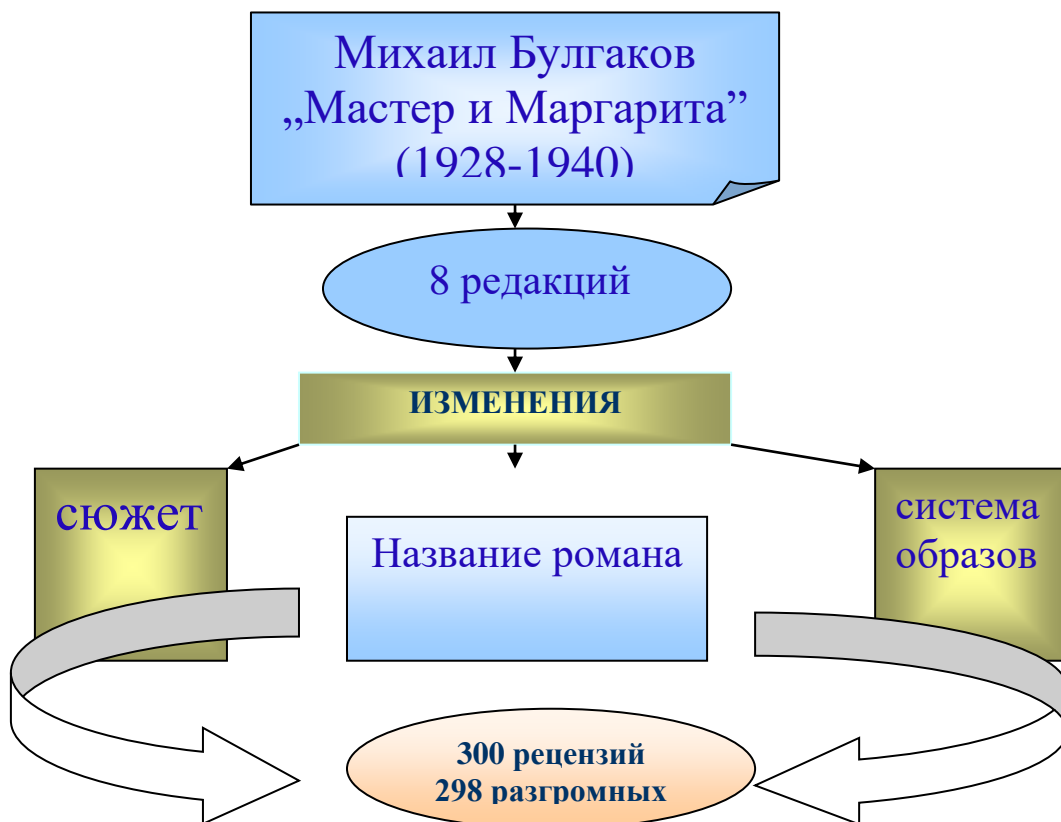 Михаил Булгаков
„Мастер и Маргарита”
(1928-1940)
8 редакций
ИЗМЕНЕНИЯ
сюжет
Название романа
система
образов
300 рецензий
298 разгромных